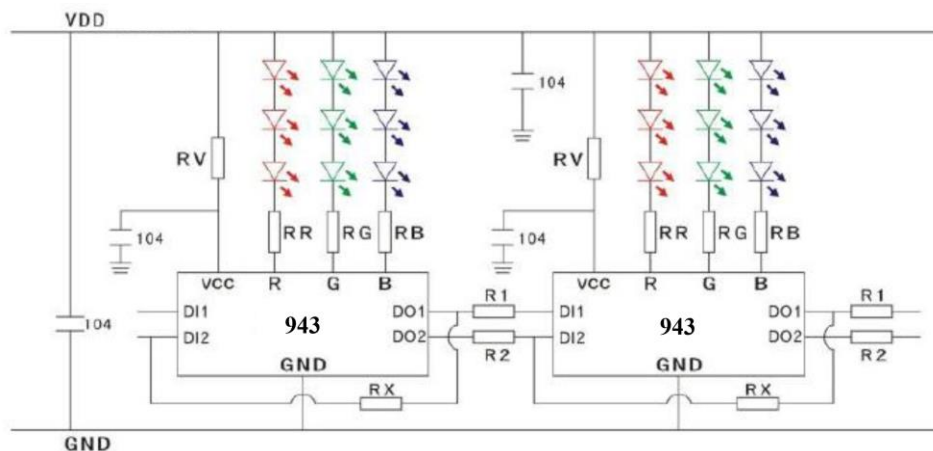 VDD
104
RV
104
RR
RG
RB
104
RV
104
RR
RG
RB
VCC R G B
DI1
DI2
943
DO1
DO2
GND
R1
R2
RX
VCC R G B
DI1
DI2
943
DO1
DO2
GND
R1
R2
RX
GND